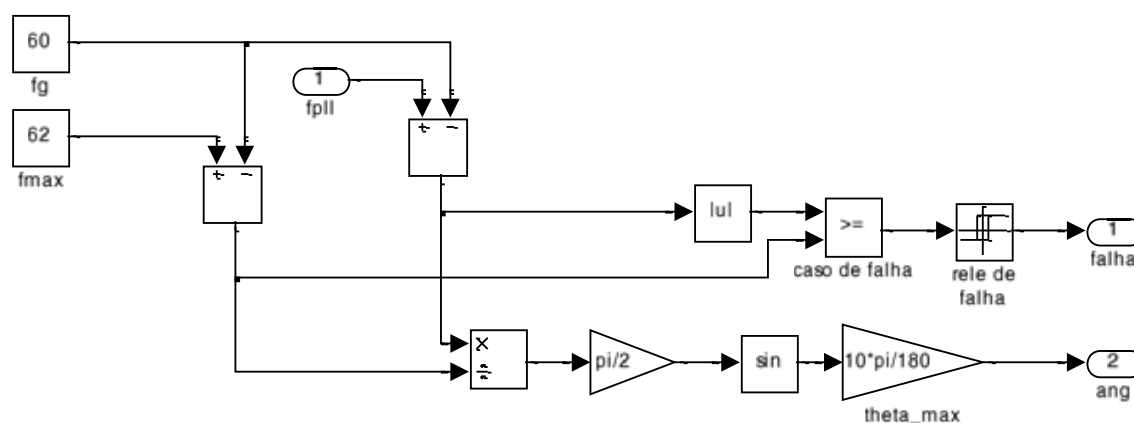 60
fg
1
fpll
62
fmax
+ −
+ −
|u|
>=
caso de falha
rele de
falha
1
falha
×
÷
pi/2
sin
10*pi/180
theta_max
2
ang